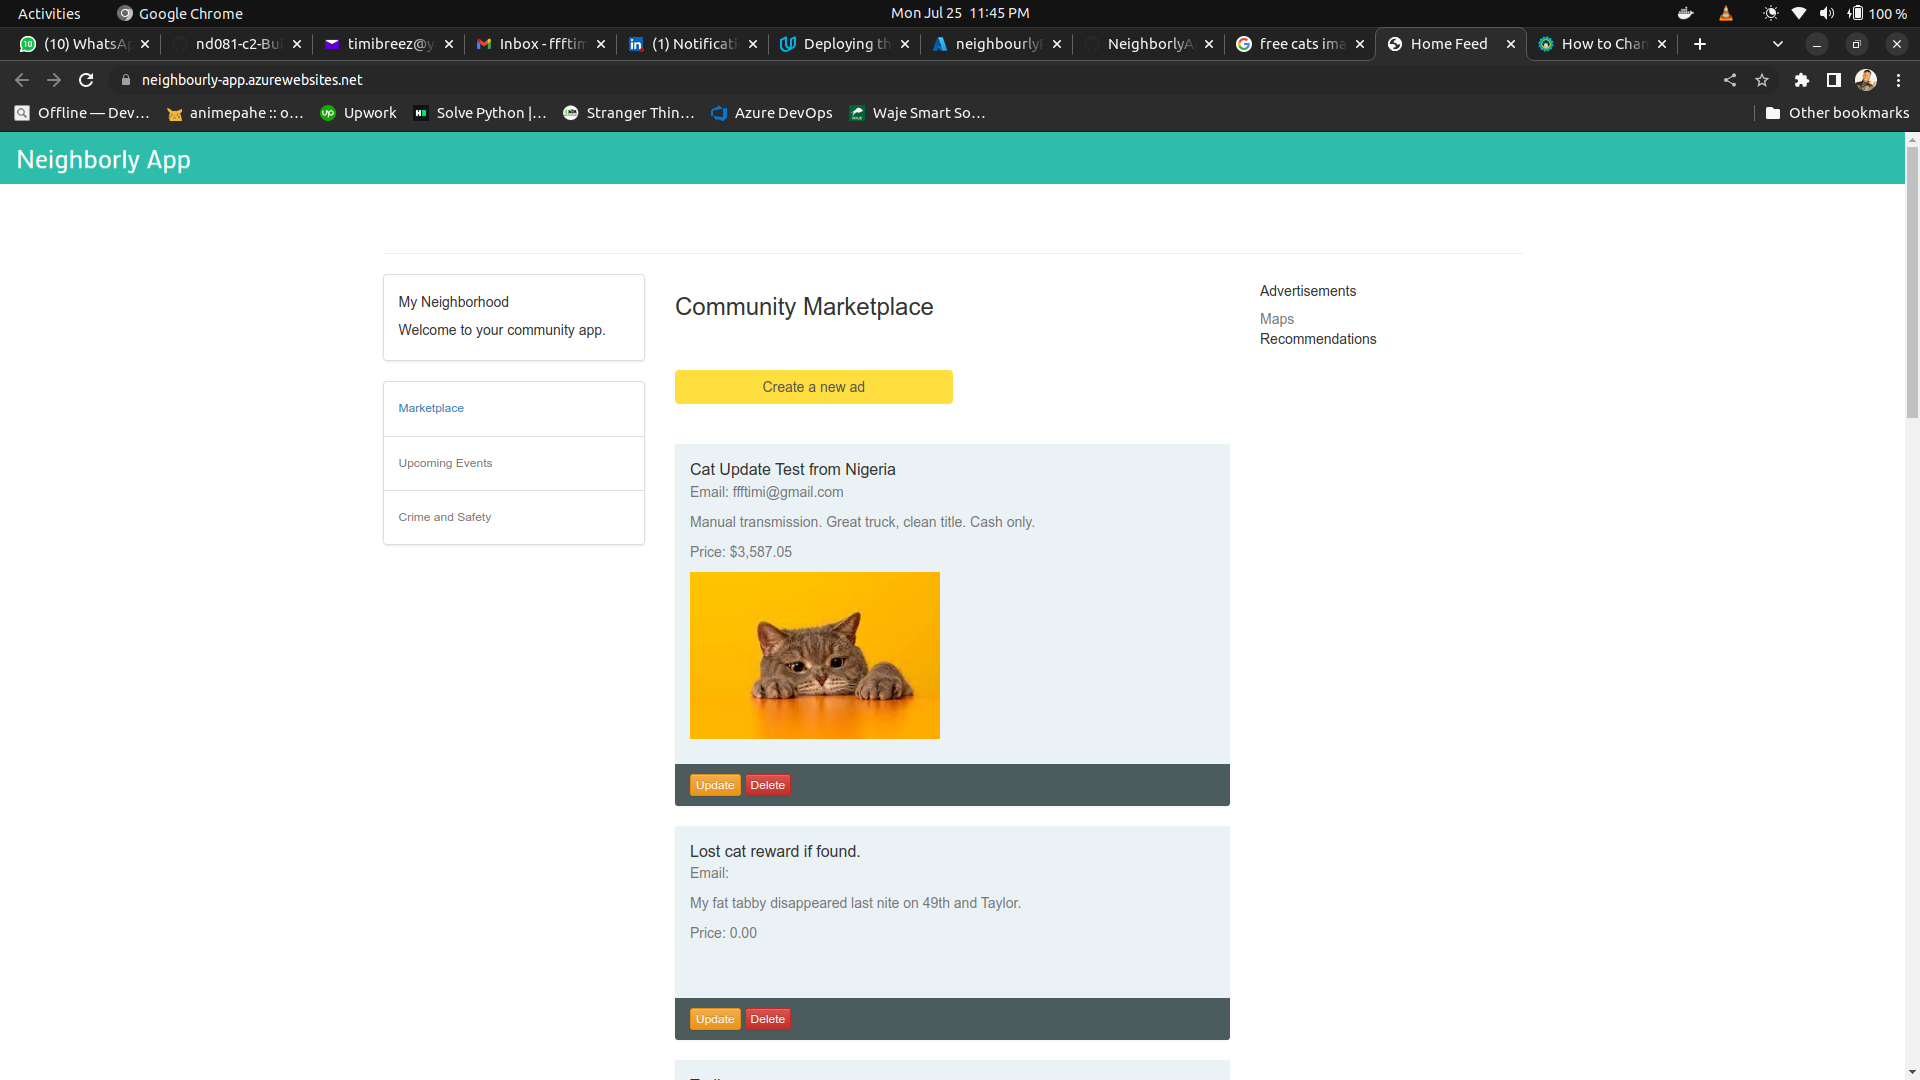 Activities Google Chrome Mon Jul 25 11:45 PM 100 %
(10) WhatsA nd081-c2-Bui timibreez@y Inbox - ffftim (1) Notificati Deploying th neighbourly NeighborlyA free cats ima Home Feed How to Chan
neighbourly-app.azurewebsites.net
Offline — Dev... animepahe :: o... Upwork Solve Python |... Stranger Thin... Azure DevOps Waje Smart So... Other bookmarks
Neighborly App
My Neighborhood
Welcome to your community app.
Marketplace
Upcoming Events
Crime and Safety
Community Marketplace
Create a new ad
Cat Update Test from Nigeria
Email: ffftimi@gmail.com
Manual transmission. Great truck, clean title. Cash only.
Price: $3,587.05
Update Delete
Lost cat reward if found.
Email:
My fat tabby disappeared last nite on 49th and Taylor.
Price: 0.00
Update Delete
Advertisements
Maps
Recommendations